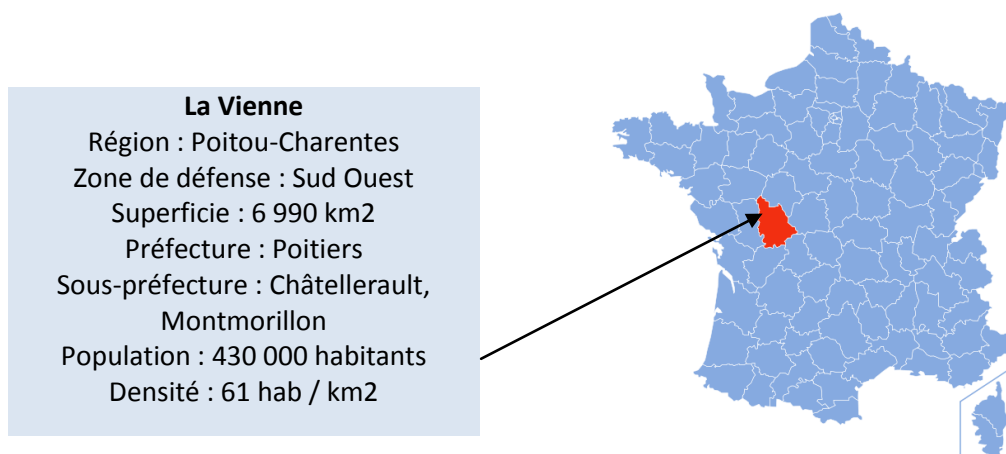 La Vienne
Région : Poitou-Charentes
Zone de défense : Sud Ouest
Superficie : 6 990 km2
Préfecture : Poitiers
Sous-préfecture : Châtellerault,
Montmorillon
Population : 430 000 habitants
Densité : 61 hab / km2